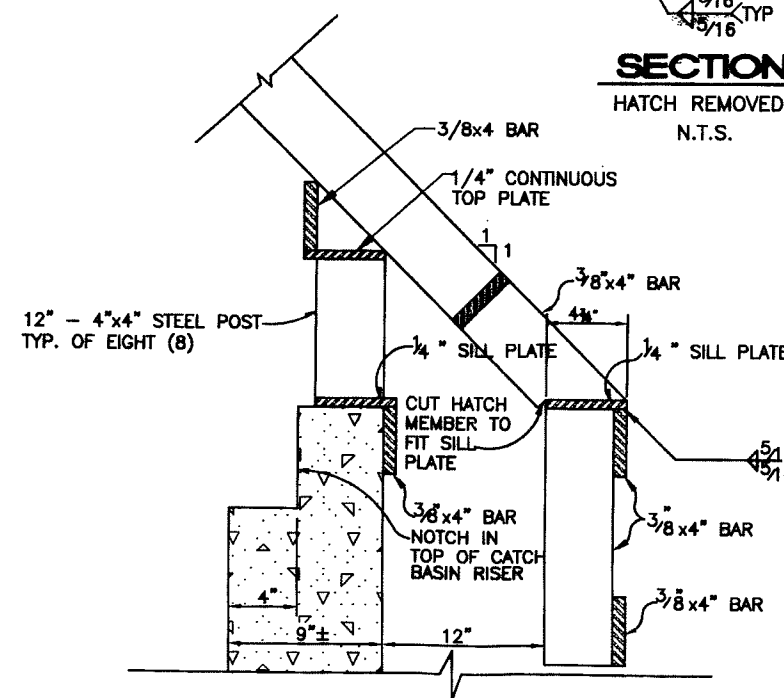 TYP
5/16
SECTION
HATCH REMOVED
N.T.S.
3/8x4 BAR
1/4" CONTINUOUS
TOP PLATE
1
1
3/8"x4" BAR
12" - 4"x4" STEEL POST
TYP. OF EIGHT (8)
1/4 " SILL PLATE
1/4 " SILL PLATE
CUT HATCH
MEMBER TO
FIT SILL
PLATE
3/8"x4" BAR
NOTCH IN
TOP OF CATCH
BASIN RISER
3/8"x4" BAR
3/8"x4" BAR
4"
9"±
12"